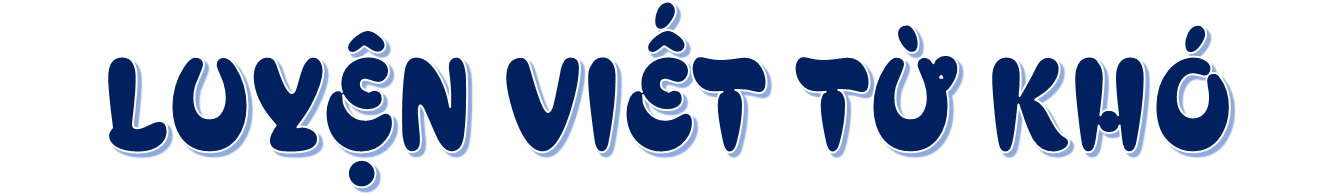 LUYỆN VIẾT TỪ KHÓ